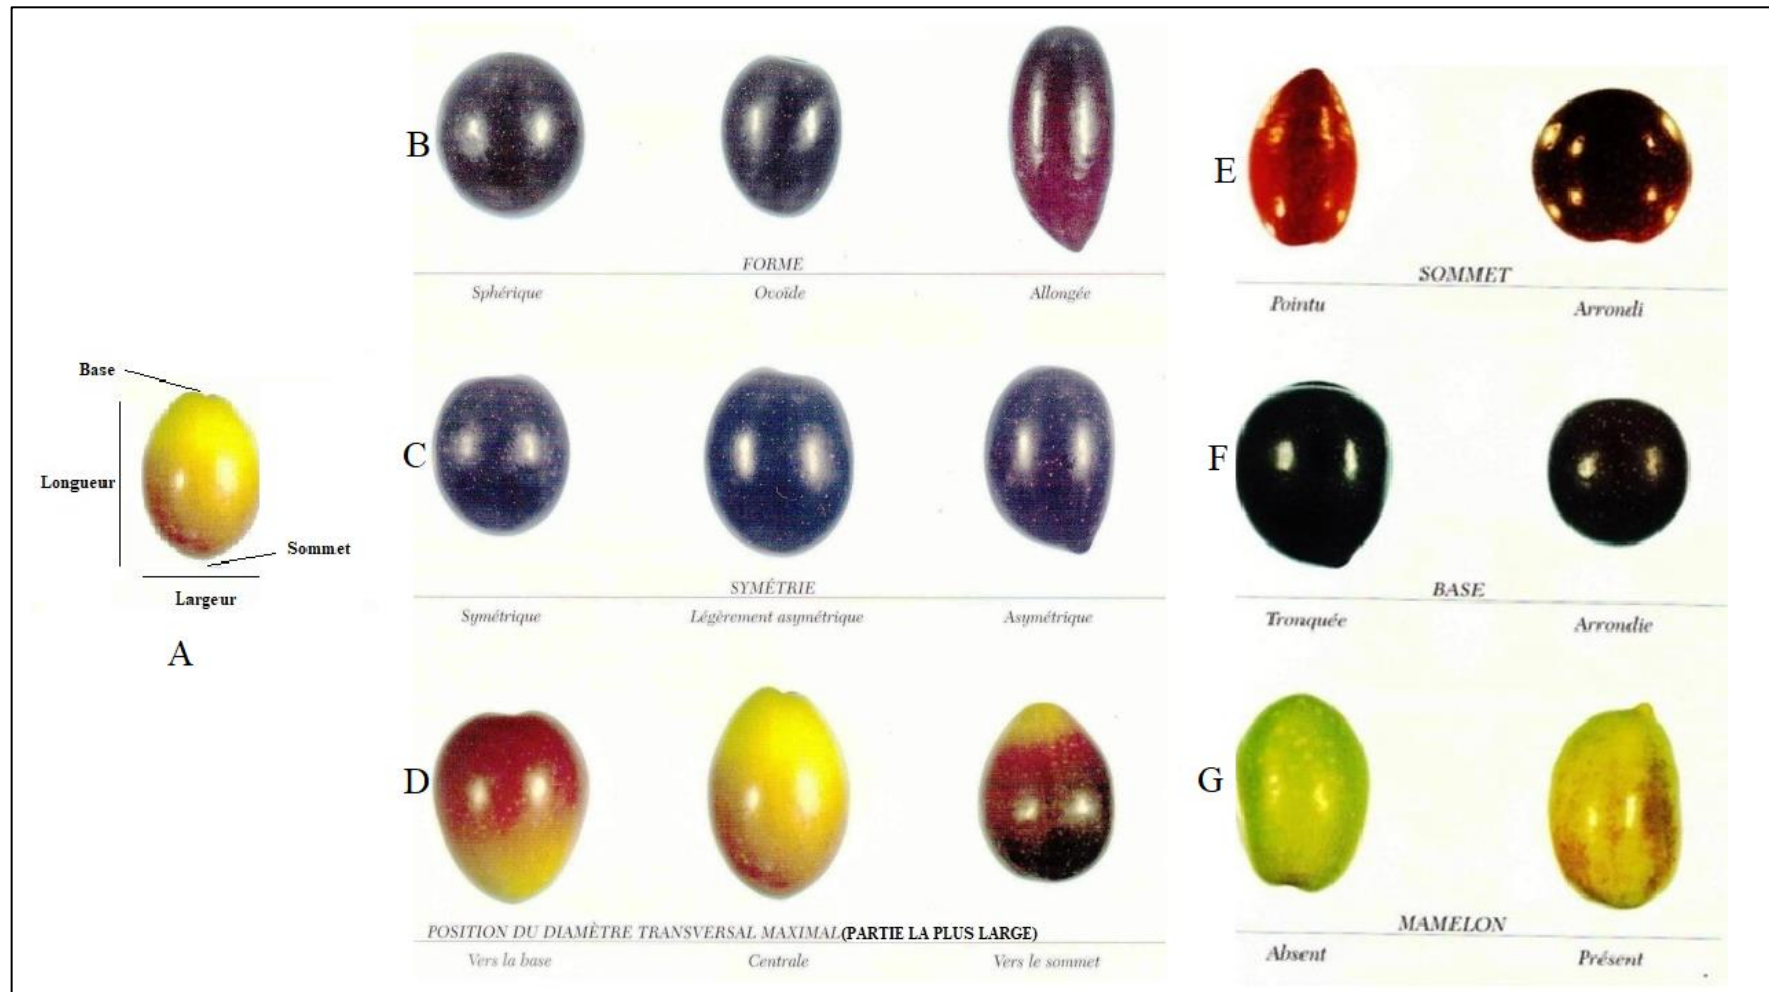 Base
Longueur
Sommet
Largeur
A
B
FORME
Sphérique Ovoïde Allongée
C
SYMÉTRIE
Symétrique Légèrement asymétrique Asymétrique
D
POSITION DU DIAMÈTRE TRANSVERSAL MAXIMAL(PARTIE LA PLUS LARGE)
Vers la base Centrale Vers le sommet
E
SOMMET
Pointu Arrondi
F
BASE
Tronquée Arrondie
G
MAMELON
Absent Présent